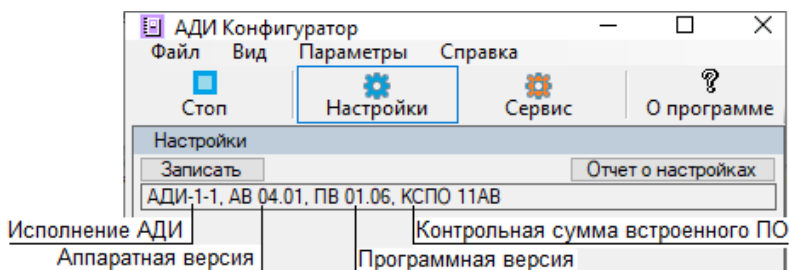 АДИ Конфигуратор
Файл Вид Параметры Справка
Стоп Настройки Сервис О программе
Настройки
Записать Отчет о настройках
АДИ-1-1, АВ 04.01, ПВ 01.06, КСПО 11АВ
Исполнение АДИ Контрольная сумма встроенного ПО
Аппаратная версия Программная версия